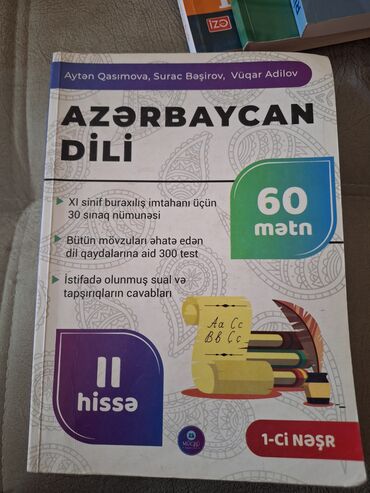 Aytən Qasımova, Surac Bəşirov, Vüqar Adilov
AZƏRBAYCAN
DİLİ
XI sinif buraxılış imtahanı üçün
30 sınaq nümunəsi
Bütün mövzuları əhatə edən
dil qaydalarına aid 300 test
İstifadə olunmuş sual və
tapşırıqların cavabları
60
mətn
Aa Cc
Bb Cc
II
hissə
1-Ci NƏŞR